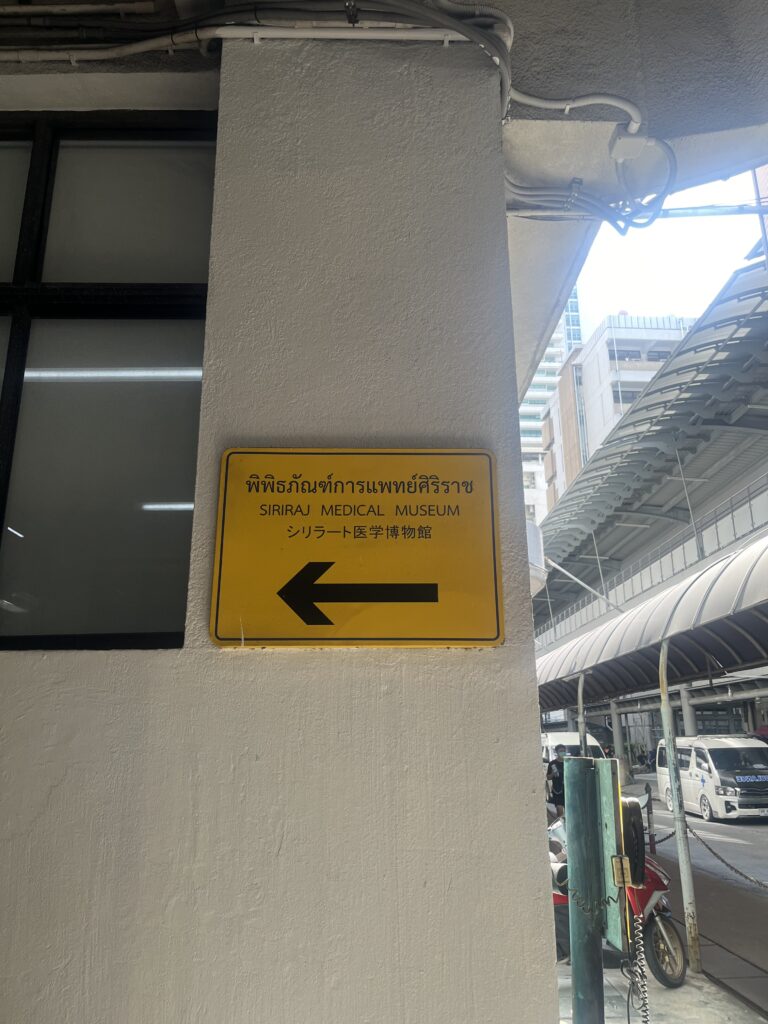 พิพิธภัณฑ์การแพทย์ศิริราช
SIRIRAJ MEDICAL MUSEUM
シリラート医学博物館